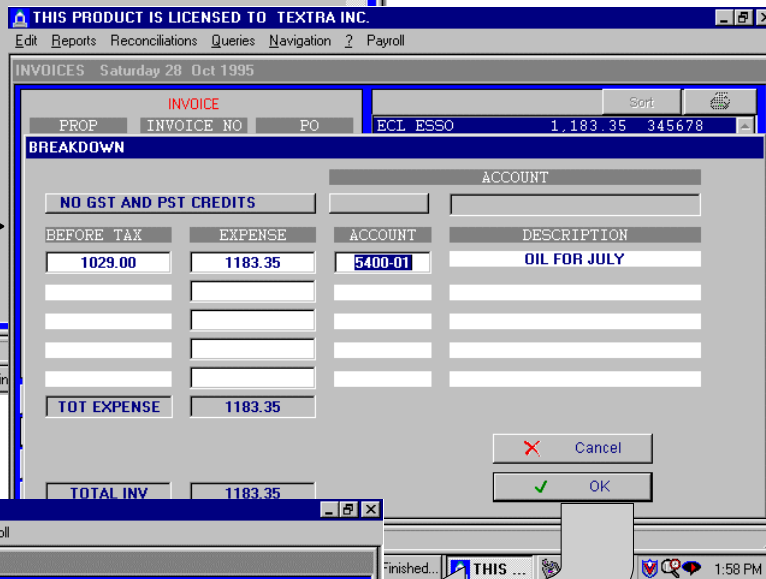 THIS PRODUCT IS LICENSED TO TEXTRA INC.
Edit Reports Reconciliations Queries Navigation ? Payroll
INVOICES Saturday 28 Oct 1995
INVOICE
Sort
PROP INVOICE NO PO
ECL ESSO 1,183.35 345678
BREAKDOWN
ACCOUNT
NO GST AND PST CREDITS
BEFORE TAX EXPENSE ACCOUNT DESCRIPTION
1029.00 1183.35 5400-01 OIL FOR JULY
TOT EXPENSE 1183.35
Cancel
OK
TOTAL INV 1183.35
Finished... THIS ... 1:58 PM